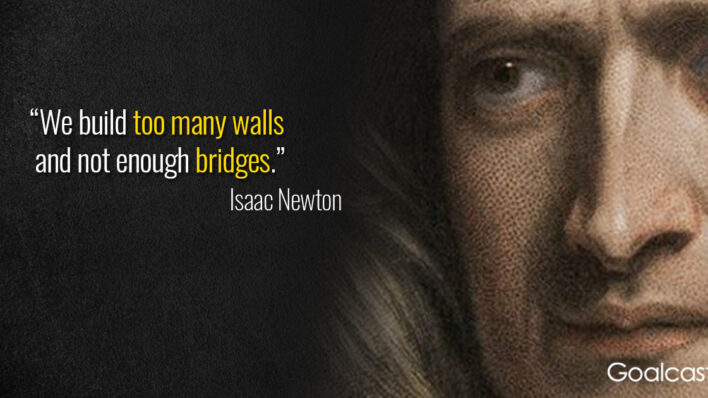 “We build too many walls
and not enough bridges.”
Isaac Newton
Goalcast